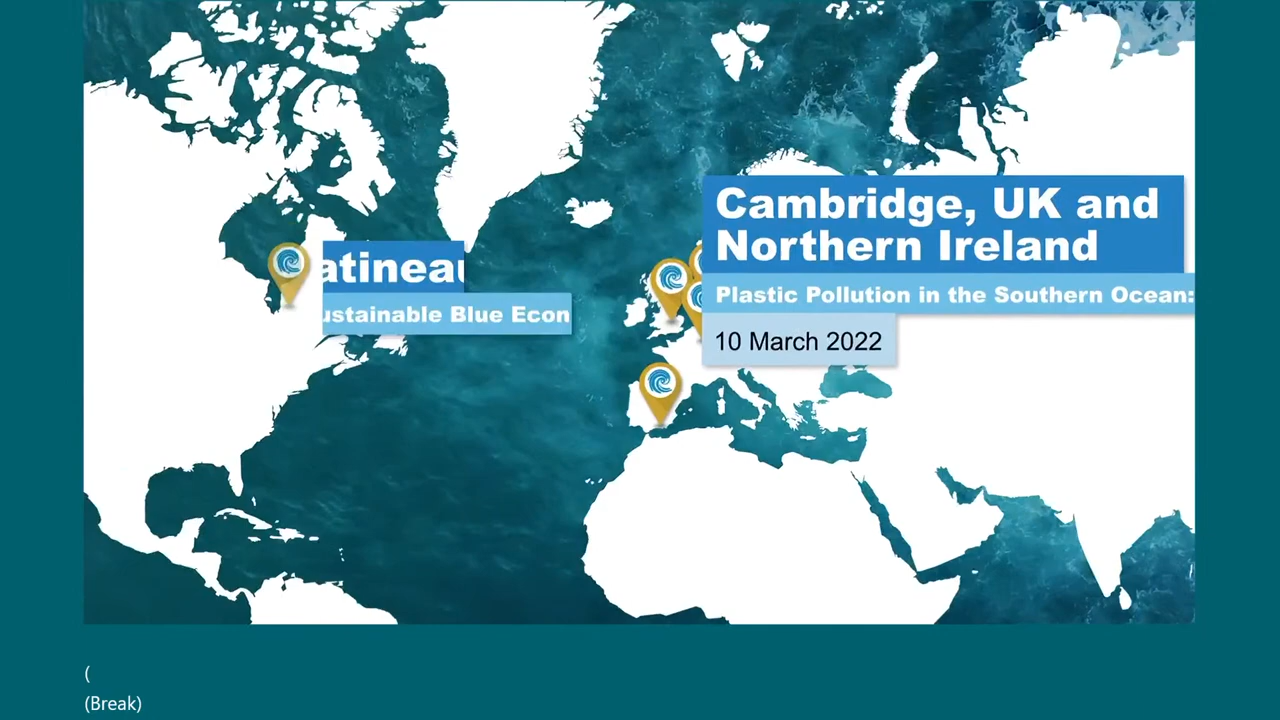 Cambridge, UK and
Northern Ireland
Plastic Pollution in the Southern Ocean:
10 March 2022
atineau
ustainable Blue Econ
(
(Break)